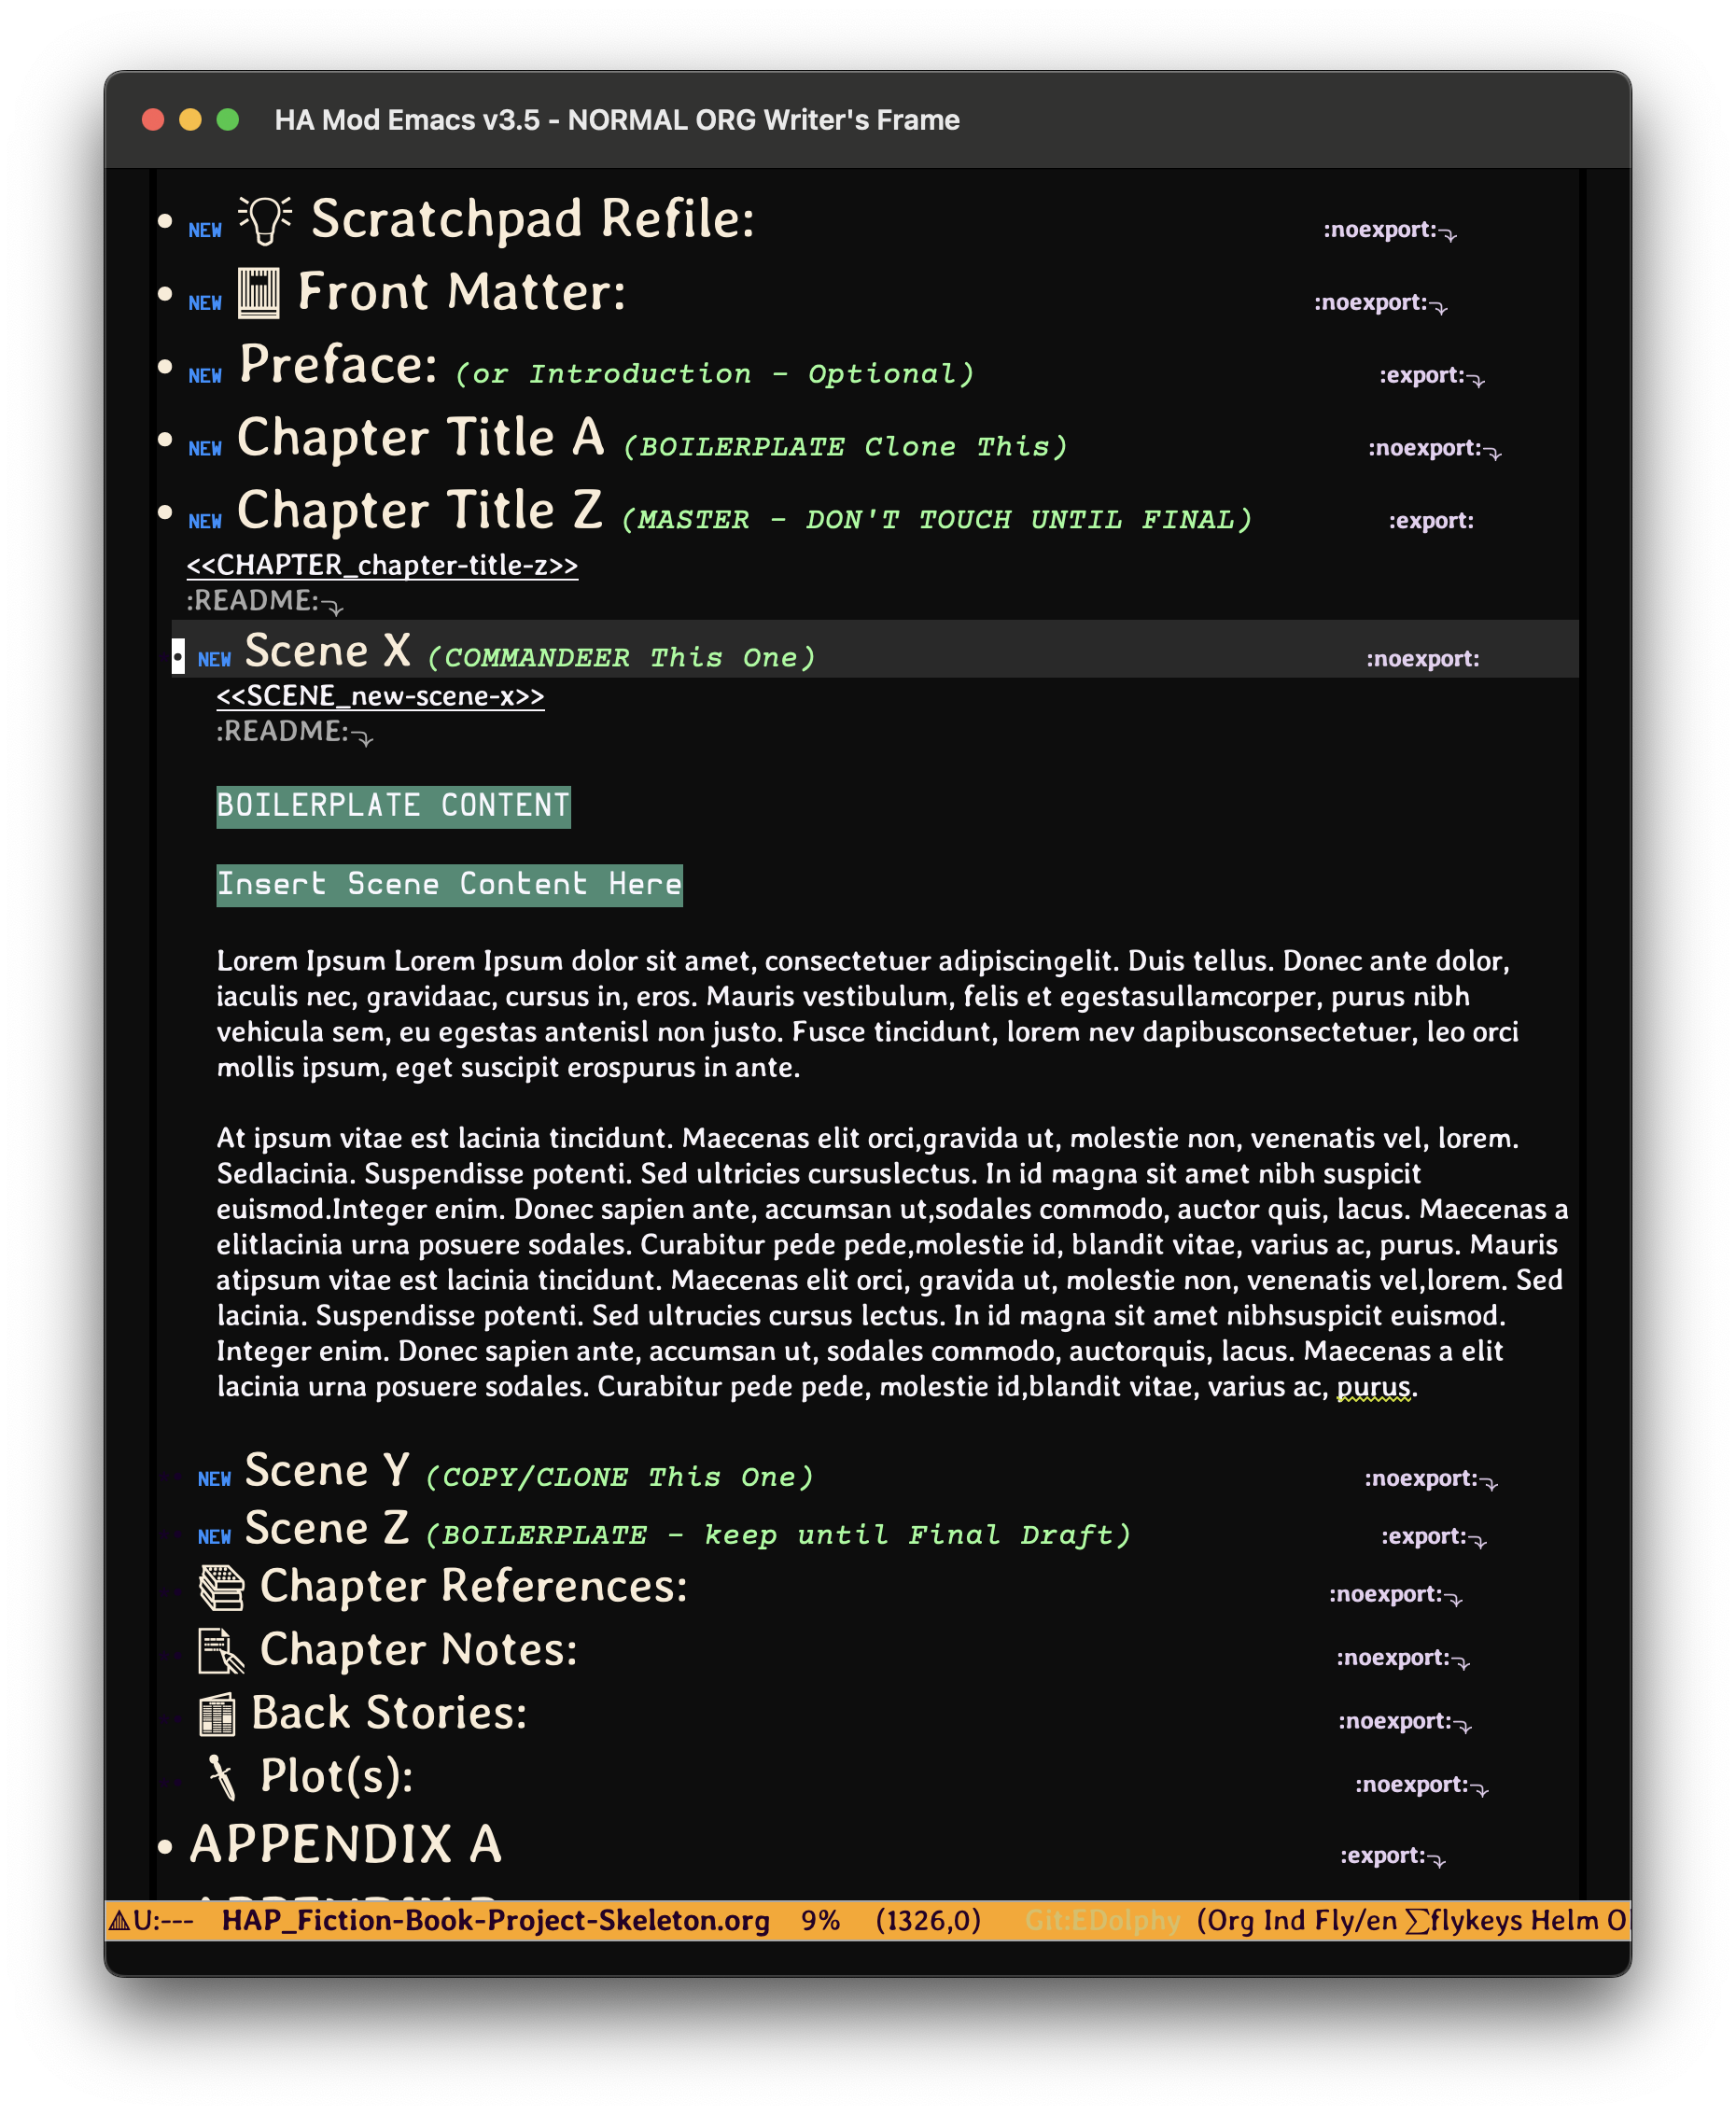 HA Mod Emacs v3.5 - NORMAL ORG Writer's Frame
• NEW Scratchpad Refile: :noexport:⤵
• NEW Front Matter: :noexport:⤵
• NEW Preface: (or Introduction - Optional) :export:⤵
• NEW Chapter Title A (BOILERPLATE Clone This) :noexport:⤵
• NEW Chapter Title Z (MASTER - DON'T TOUCH UNTIL FINAL) :export:
<<CHAPTER_chapter-title-z>>
:README:⤵
• NEW Scene X (COMMANDEER This One) :noexport:
<<SCENE_new-scene-x>>
:README:⤵
BOILERPLATE CONTENT
Insert Scene Content Here
Lorem Ipsum Lorem Ipsum dolor sit amet, consectetuer adipiscingelit. Duis tellus. Donec ante dolor,
iaculis nec, gravidaac, cursus in, eros. Mauris vestibulum, felis et egestasullamcorper, purus nibh
vehicula sem, eu egestas antenisl non justo. Fusce tincidunt, lorem nev dapibusconsectetuer, leo orci
mollis ipsum, eget suscipit erospurus in ante.
At ipsum vitae est lacinia tincidunt. Maecenas elit orci,gravida ut, molestie non, venenatis vel, lorem.
Sedlacinia. Suspendisse potenti. Sed ultricies cursuslectus. In id magna sit amet nibh suspicit
euismod.Integer enim. Donec sapien ante, accumsan ut,sodales commodo, auctor quis, lacus. Maecenas a
elitlacinia urna posuere sodales. Curabitur pede pede,molestie id, blandit vitae, varius ac, purus. Mauris
atipsum vitae est lacinia tincidunt. Maecenas elit orci, gravida ut, molestie non, venenatis vel,lorem. Sed
lacinia. Suspendisse potenti. Sed ultrucies cursus lectus. In id magna sit amet nibhsuspicit euismod.
Integer enim. Donec sapien ante, accumsan ut, sodales commodo, auctorquis, lacus. Maecenas a elit
lacinia urna posuere sodales. Curabitur pede pede, molestie id,blandit vitae, varius ac, purus.
NEW Scene Y (COPY/CLONE This One) :noexport:⤵
NEW Scene Z (BOILERPLATE - keep until Final Draft) :export:⤵
Chapter References: :noexport:⤵
Chapter Notes: :noexport:⤵
Back Stories: :noexport:⤵
Plot(s): :noexport:⤵
• APPENDIX A :export:⤵
U:--- HAP_Fiction-Book-Project-Skeleton.org 9% (1326,0) Git:EDolphy (Org Ind Fly/en ∑flykeys Helm